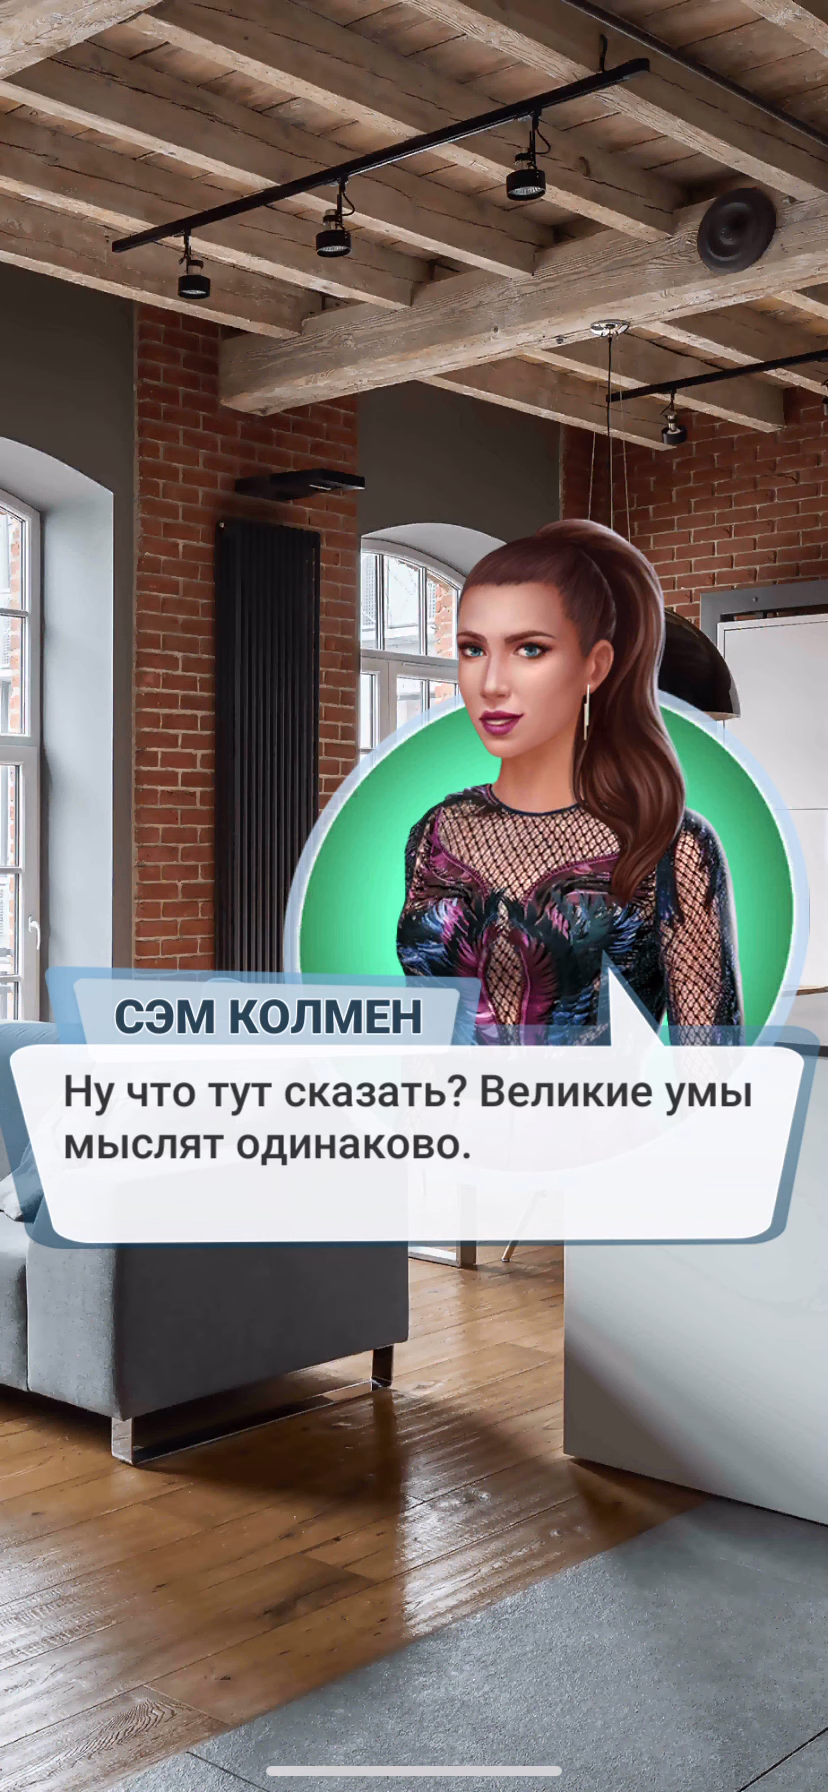 СЭМ КОЛМЕН
Ну что тут сказать? Великие умы
мыслят одинаково.